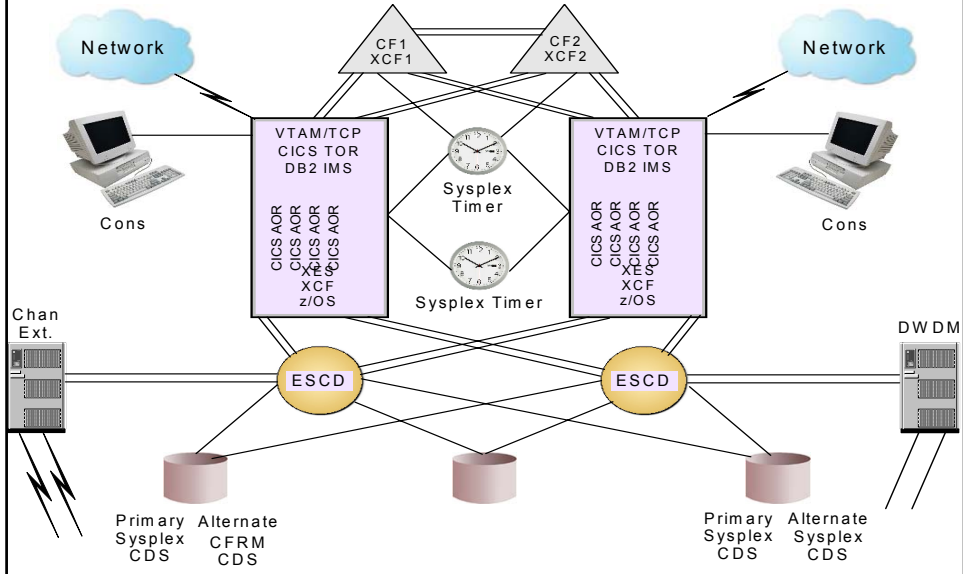 CF1
XCF1
CF2
XCF2
Network
Network
VTAM/TCP
CICS TOR
DB2 IMS
CICS AOR
CICS AOR
CICS AOR
CICS AOR
XES
XCF
z/OS
VTAM/TCP
CICS TOR
DB2 IMS
CICS AOR
CICS AOR
CICS AOR
CICS AOR
XES
XCF
z/OS
Sysplex
Timer
Sysplex Timer
Cons
Cons
Chan
Ext.
DWDM
ESCD
ESCD
Primary
Sysplex
CDS
Alternate
CFRM
CDS
Primary
Sysplex
CDS
Alternate
Sysplex
CDS